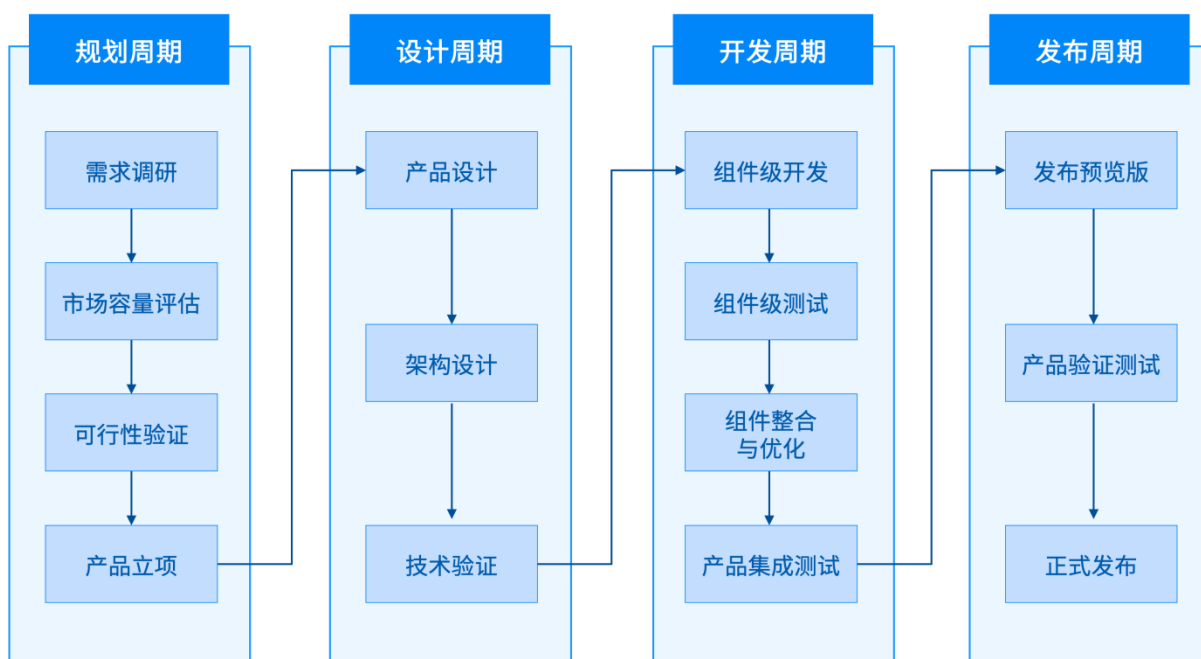 规划周期
需求调研
市场容量评估
可行性验证
产品立项
设计周期
产品设计
架构设计
技术验证
开发周期
组件级开发
组件级测试
组件整合
与优化
产品集成测试
发布周期
发布预览版
产品验证测试
正式发布